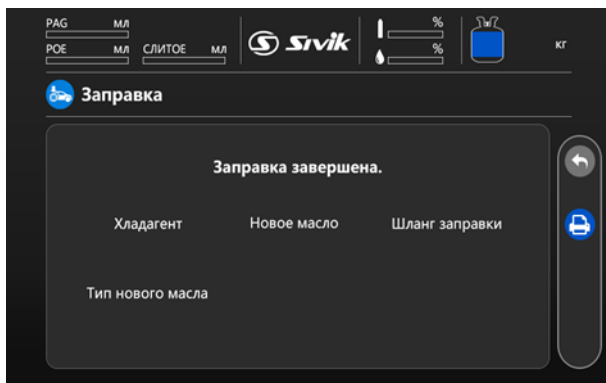 PAG мл
POE мл СЛИТОЕ мл
Sivik
%
%
кг
Заправка
Заправка завершена.
Хладагент Новое масло Шланг заправки
Тип нового масла